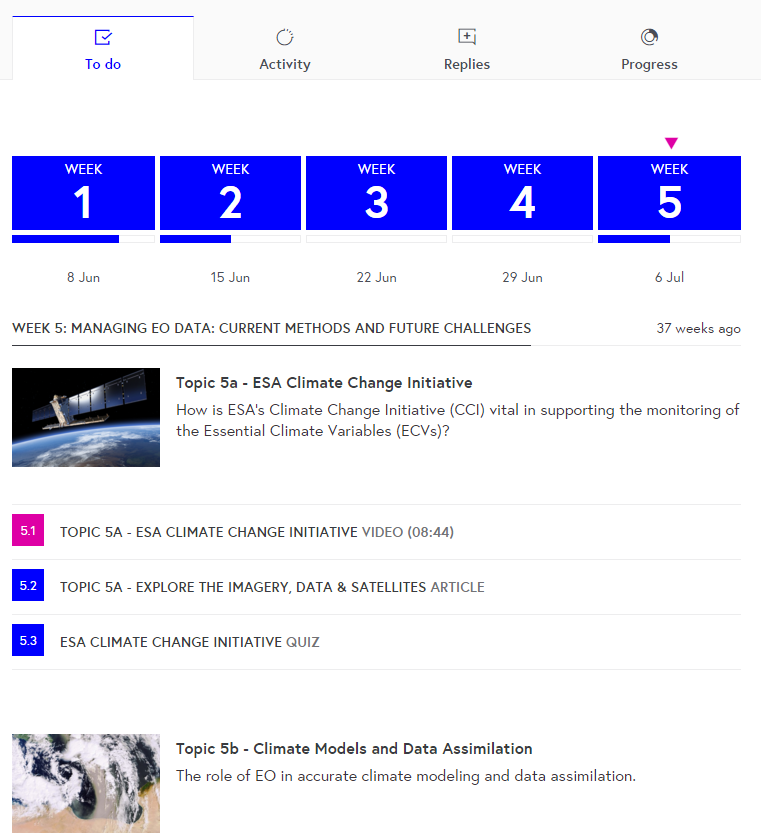 To do
Activity
Replies
Progress
WEEK
1
WEEK
2
WEEK
3
WEEK
4
WEEK
5
8 Jun
15 Jun
22 Jun
29 Jun
6 Jul
WEEK 5: MANAGING EO DATA: CURRENT METHODS AND FUTURE CHALLENGES
37 weeks ago
Topic 5a - ESA Climate Change Initiative
How is ESA's Climate Change Initiative (CCI) vital in supporting the monitoring of
the Essential Climate Variables (ECVs)?
5.1 TOPIC 5A - ESA CLIMATE CHANGE INITIATIVE VIDEO (08:44)
5.2 TOPIC 5A - EXPLORE THE IMAGERY, DATA & SATELLITES ARTICLE
5.3 ESA CLIMATE CHANGE INITIATIVE QUIZ
Topic 5b - Climate Models and Data Assimilation
The role of EO in accurate climate modeling and data assimilation.